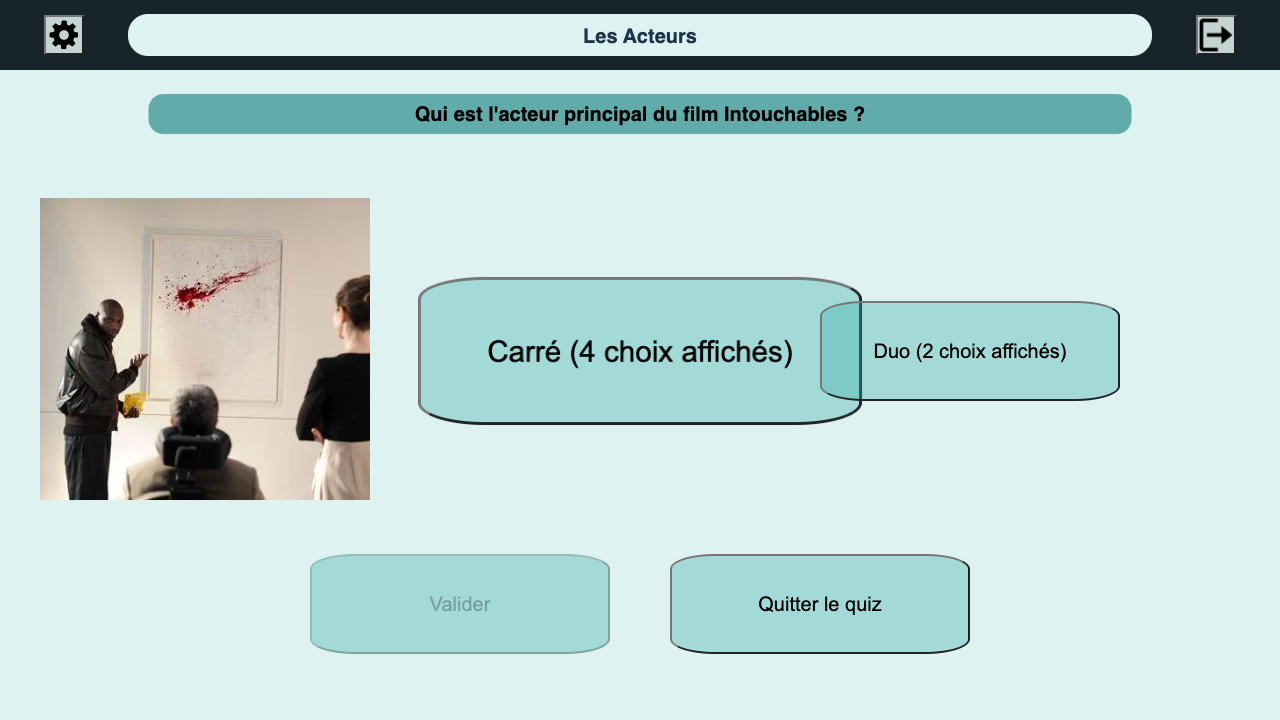 Les Acteurs
Qui est l'acteur principal du film Intouchables ?
Carré (4 choix affichés)
Duo (2 choix affichés)
Valider
Quitter le quiz